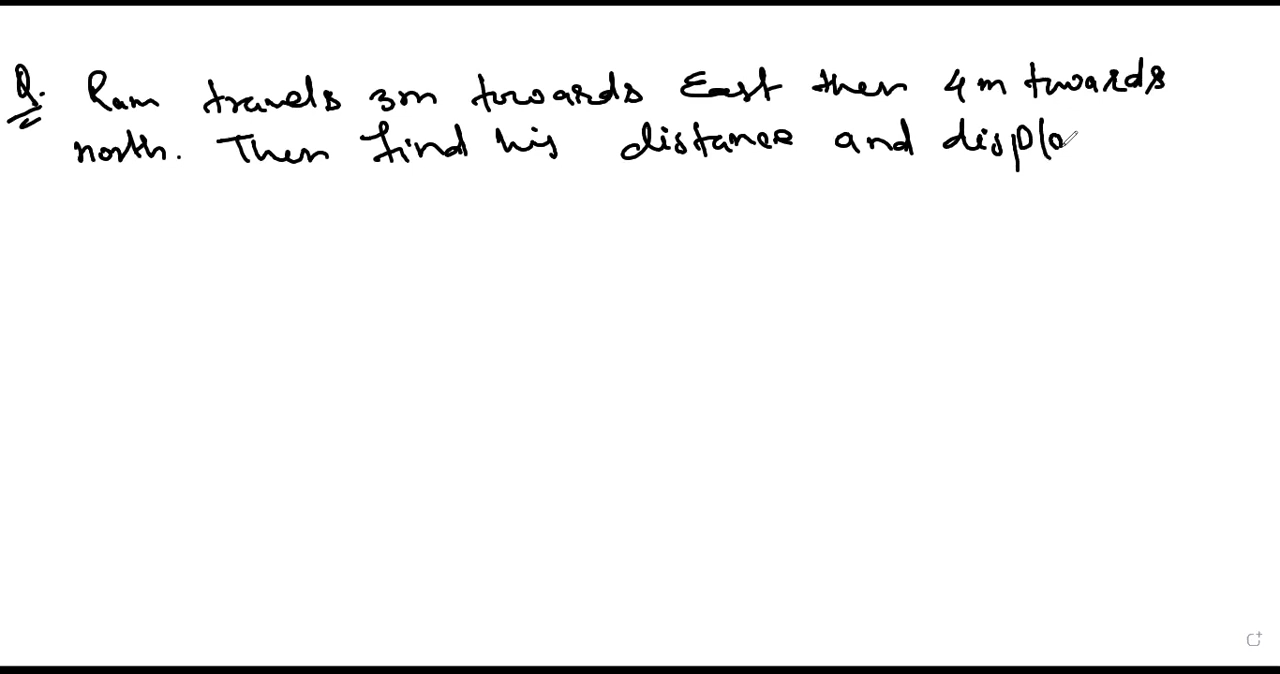 Q. Ram travels 3m towards East then 4m towards
north. Then find his distance and displa